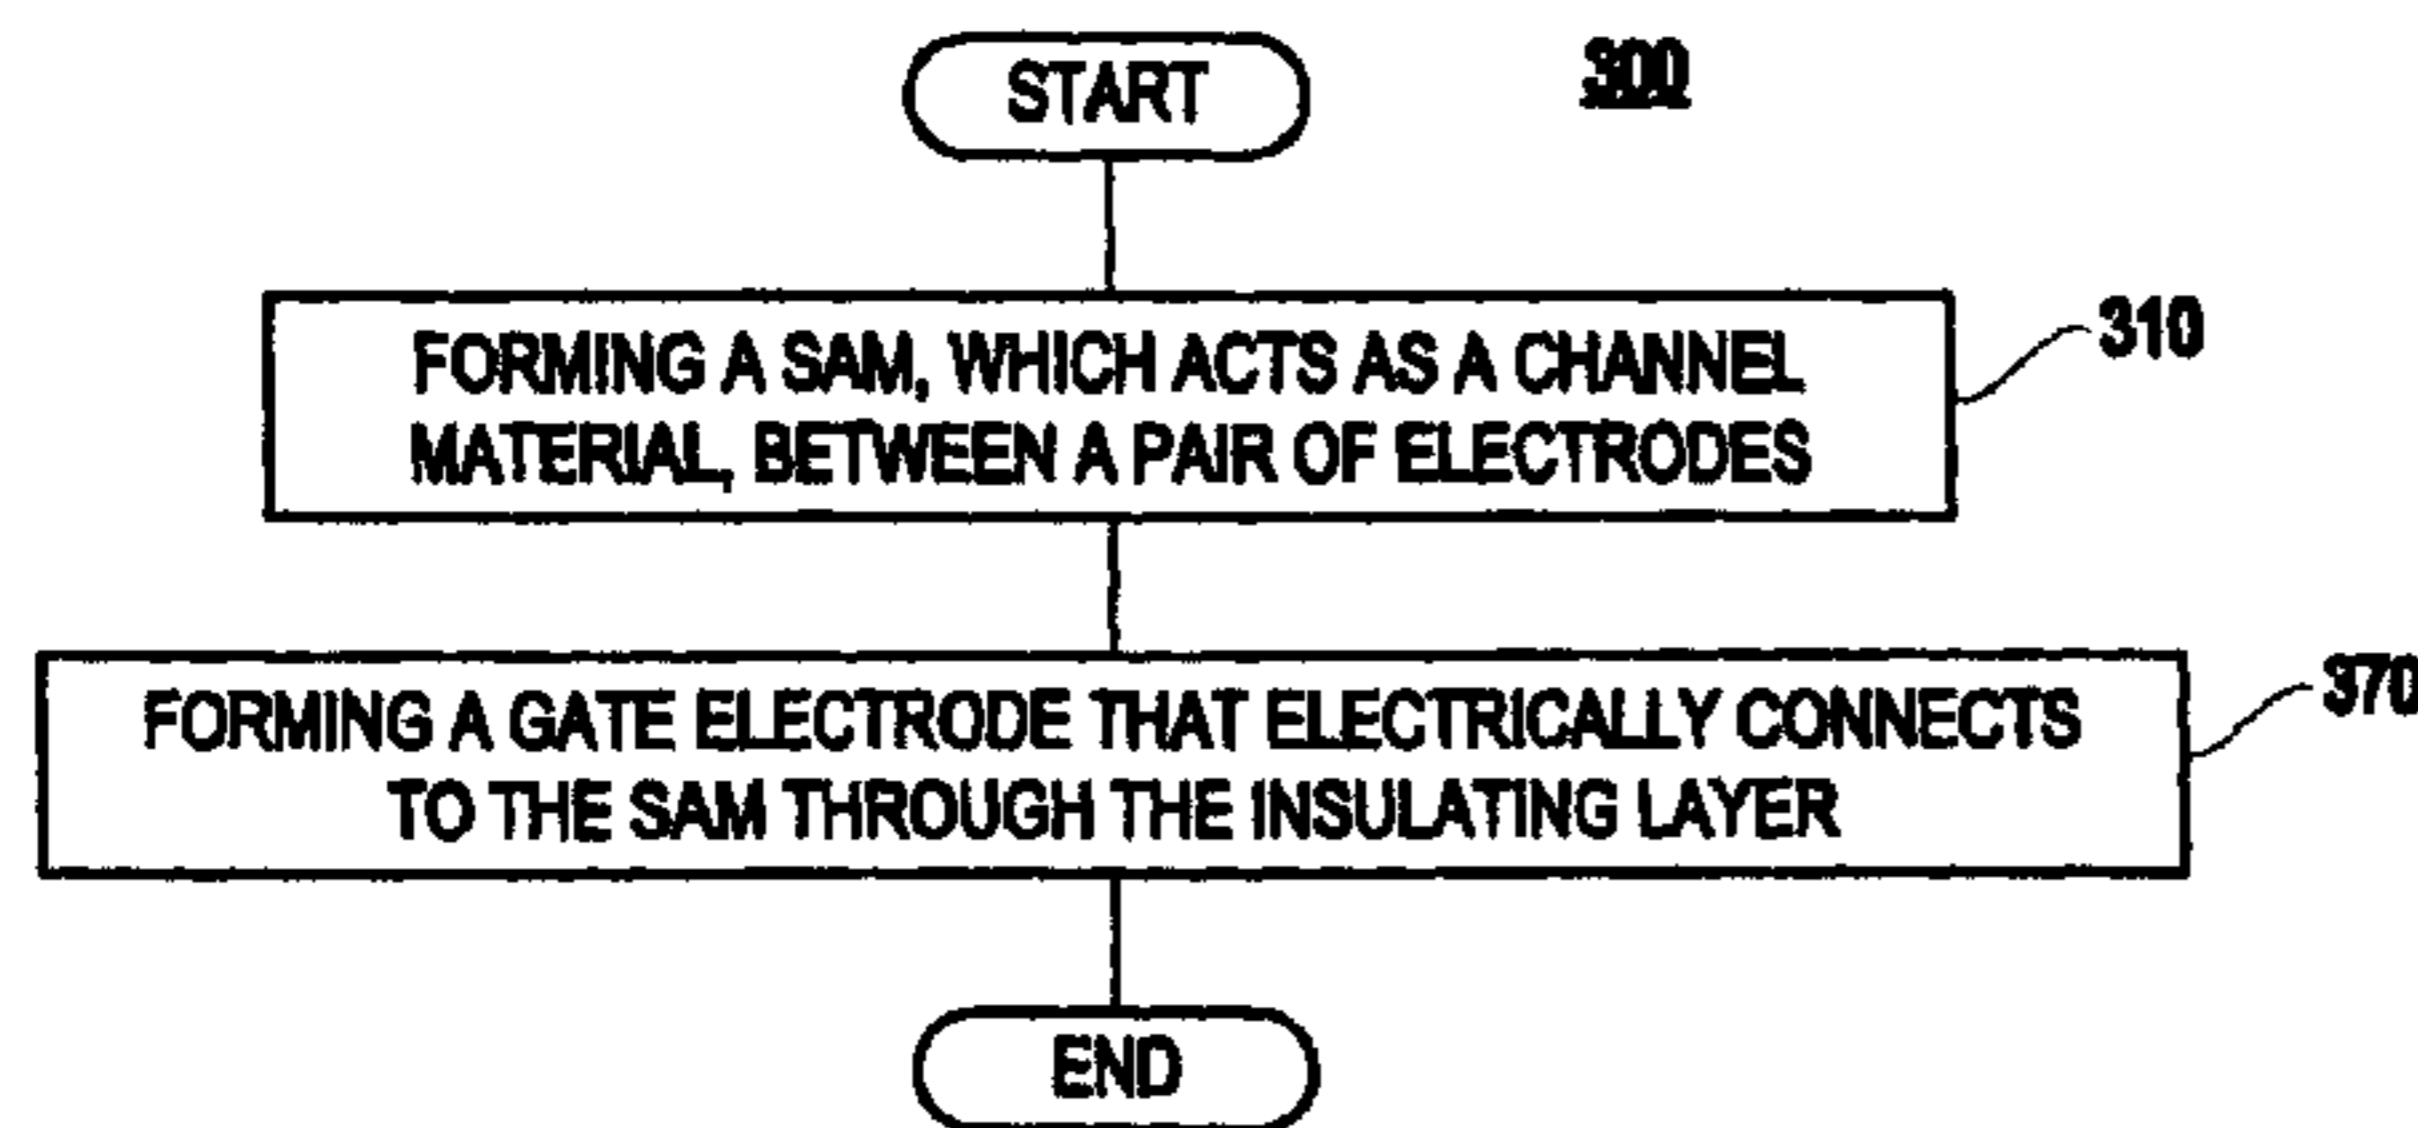 START
300
FORMING A SAM, WHICH ACTS AS A CHANNEL
MATERIAL, BETWEEN A PAIR OF ELECTRODES
310
FORMING A GATE ELECTRODE THAT ELECTRICALLY CONNECTS
TO THE SAM THROUGH THE INSULATING LAYER
370
END